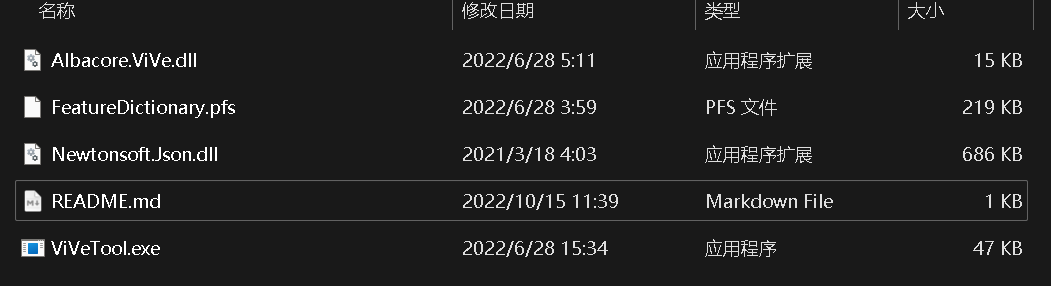 名称 修改日期 类型 大小
Albacore.ViVe.dll 2022/6/28 5:11 应用程序扩展 15 KB
FeatureDictionary.pfs 2022/6/28 3:59 PFS 文件 219 KB
Newtonsoft.Json.dll 2021/3/18 4:03 应用程序扩展 686 KB
README.md 2022/10/15 11:39 Markdown File 1 KB
ViVeTool.exe 2022/6/28 15:34 应用程序 47 KB